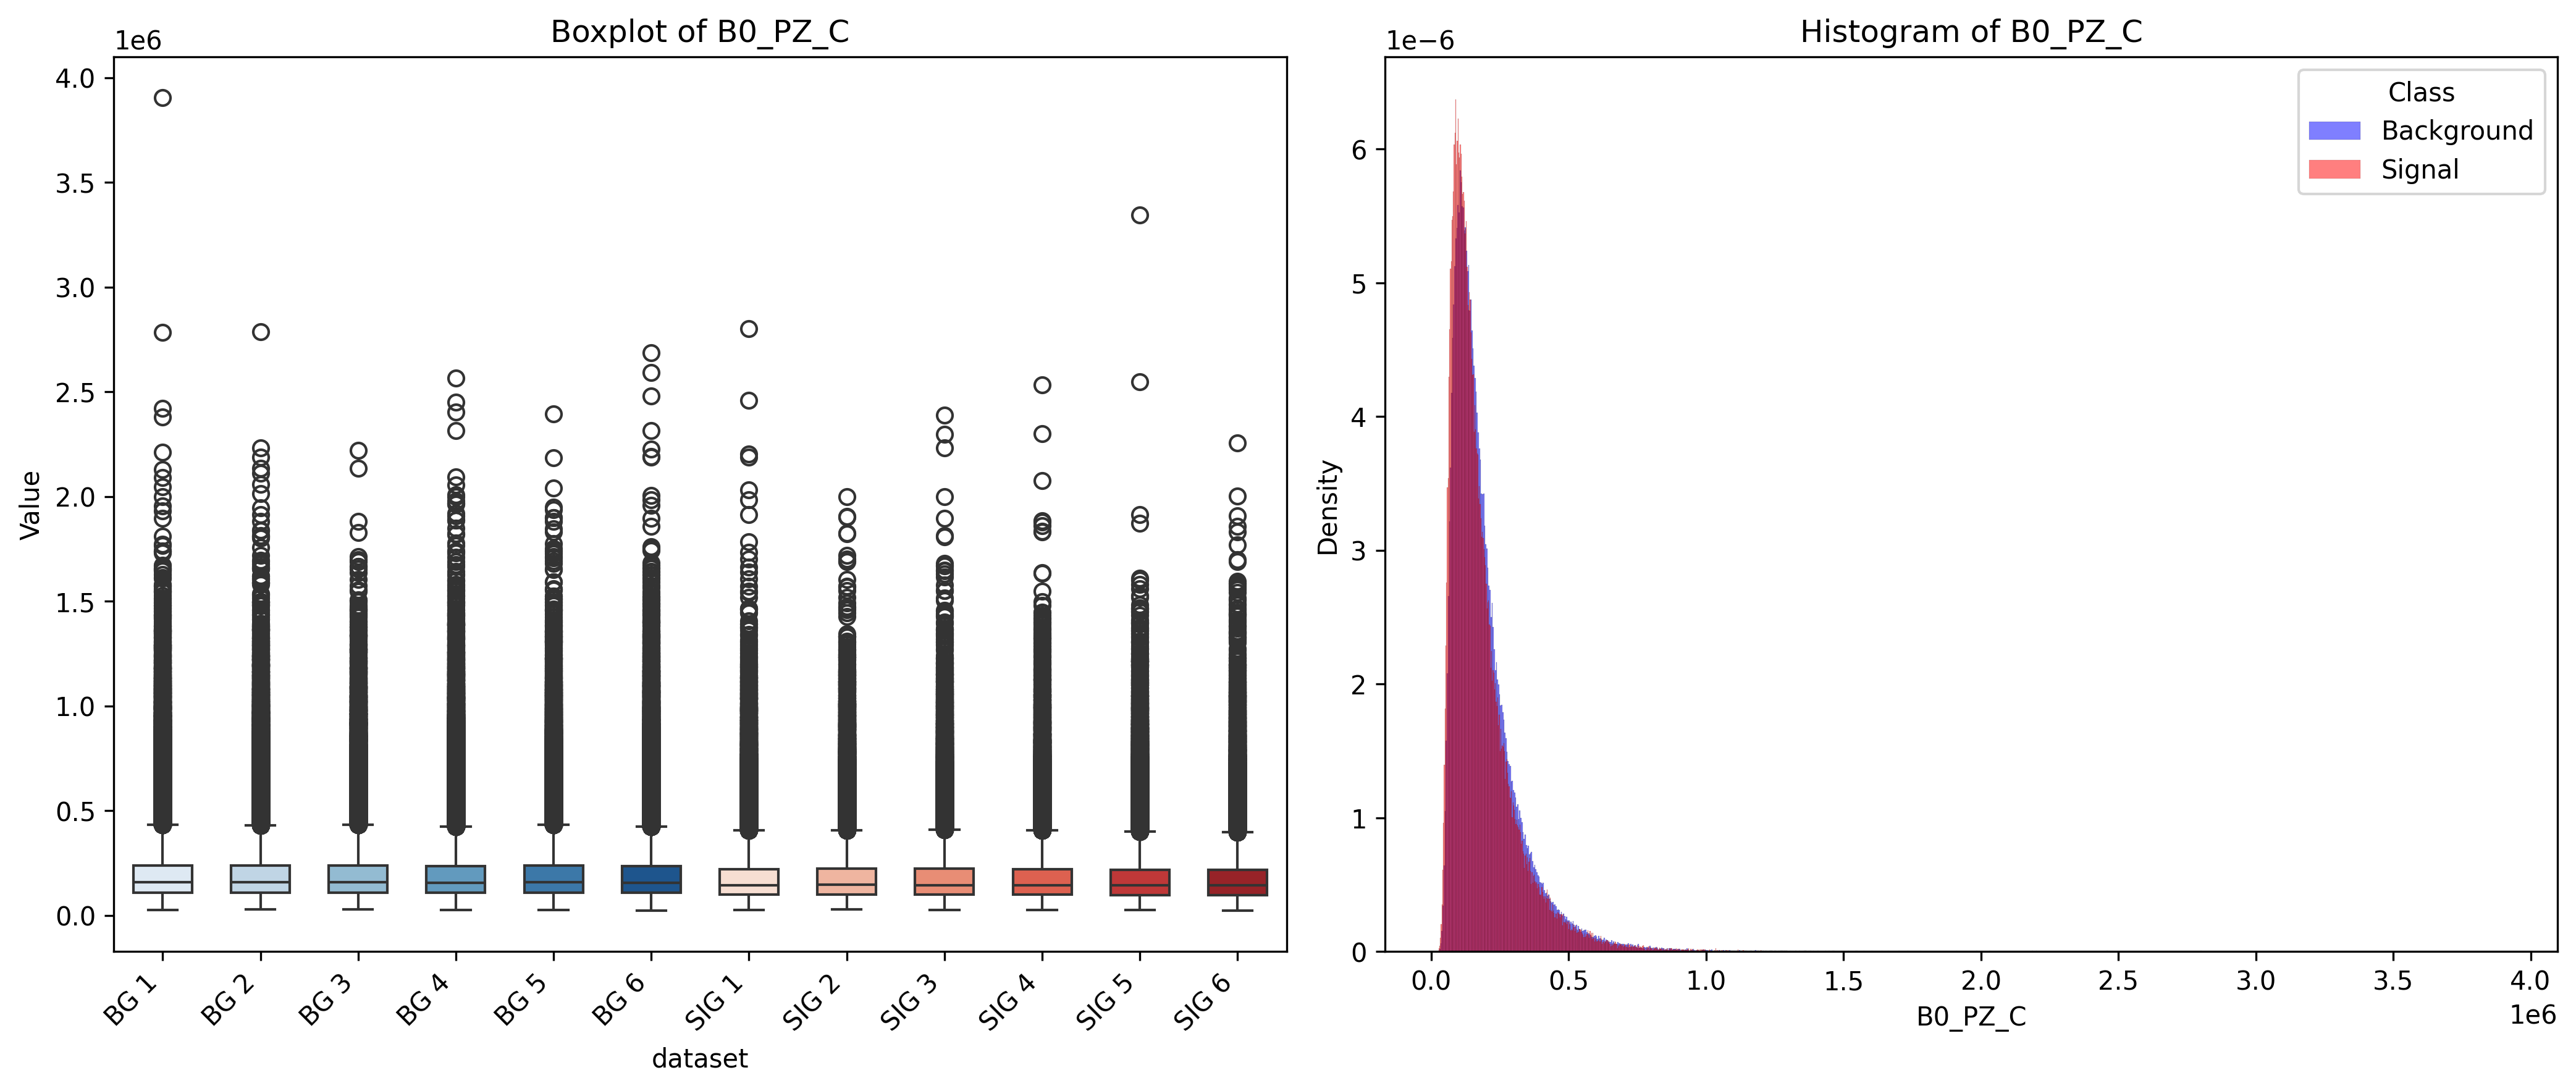 Boxplot of B0_PZ_C
1e6
4.0
3.5
3.0
2.5
2.0
1.5
1.0
0.5
0.0
Value
BG 1
BG 2
BG 3
BG 4
BG 5
BG 6
SIG 1
SIG 2
SIG 3
SIG 4
SIG 5
SIG 6
dataset
Histogram of B0_PZ_C
1e−6
Class
Background
Signal
6
5
4
3
2
1
0
Density
0.0
0.5
1.0
1.5
2.0
2.5
3.0
3.5
4.0
1e6
B0_PZ_C